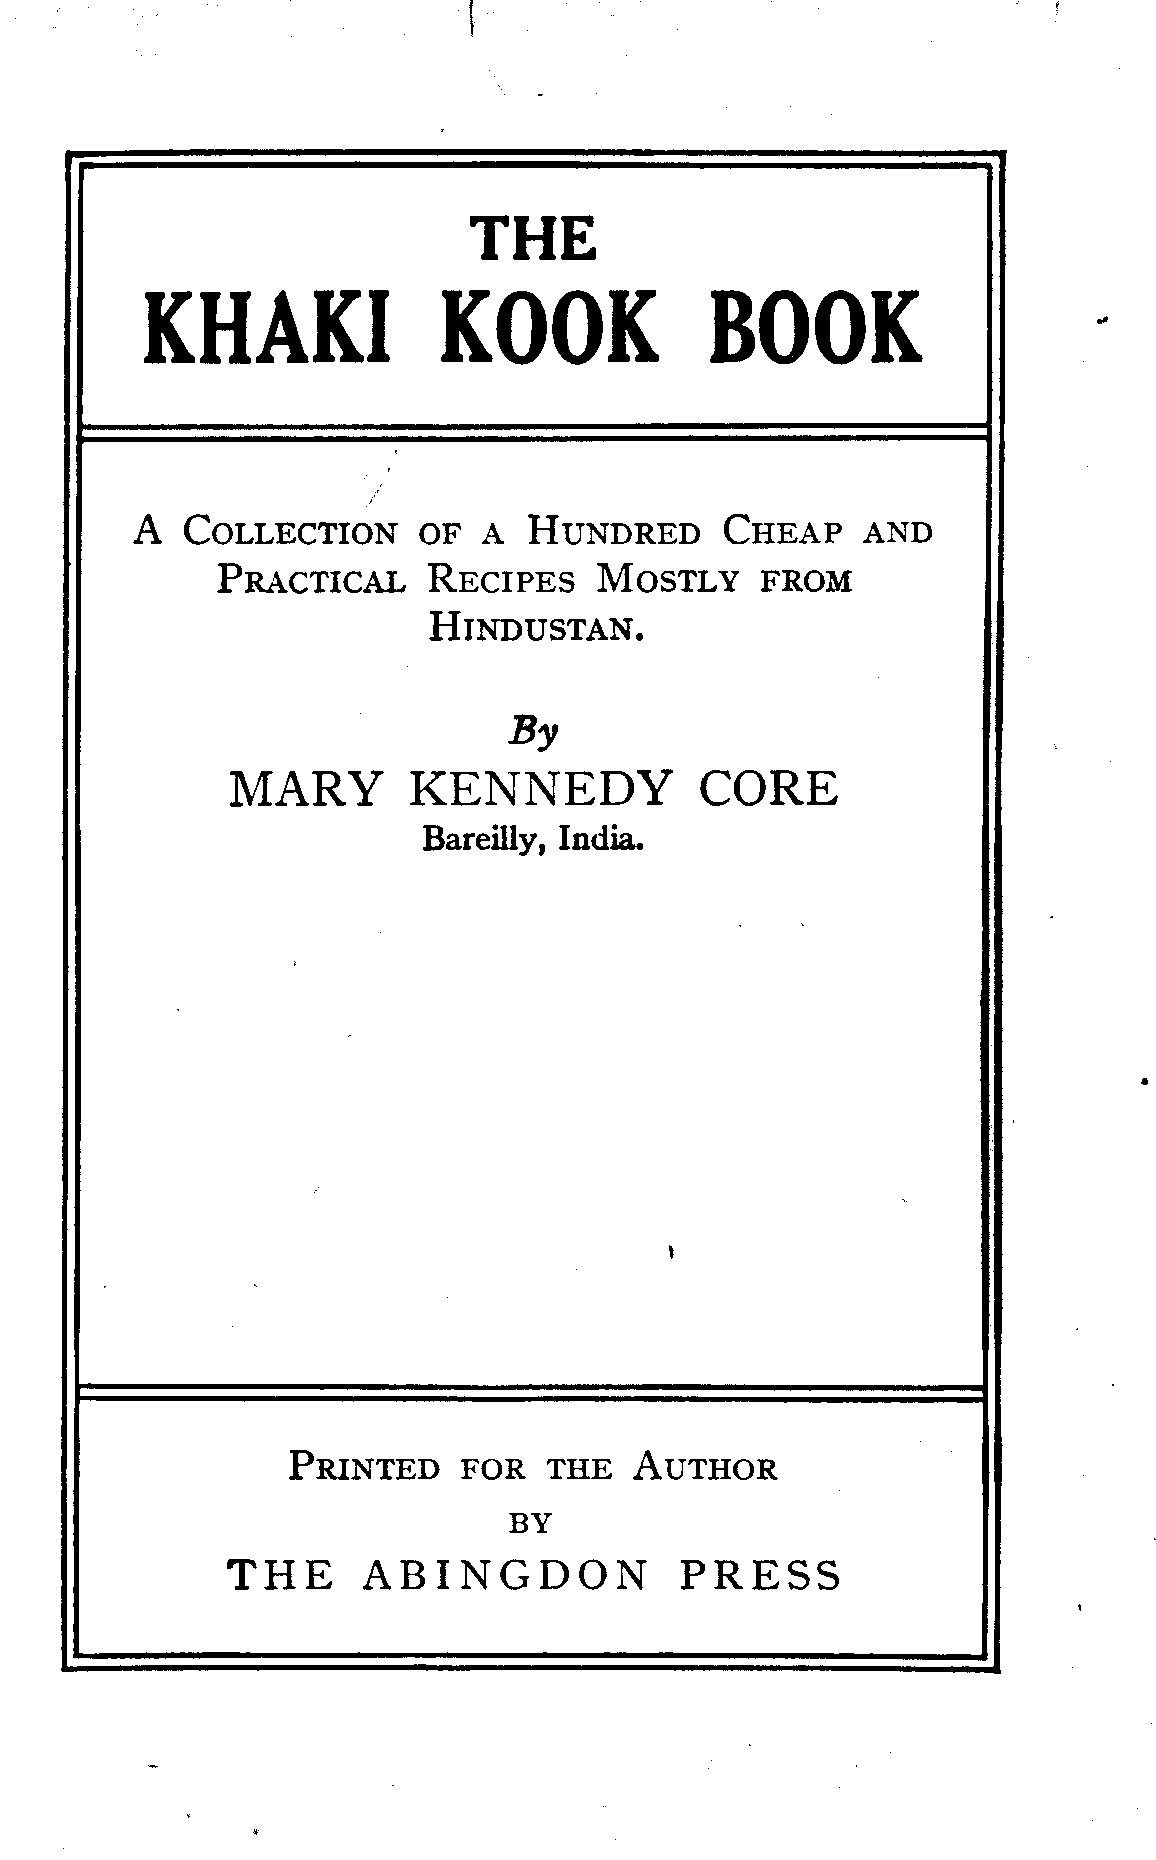 THE
KHAKI KOOK BOOK
A COLLECTION OF A HUNDRED CHEAP AND
PRACTICAL RECIPES MOSTLY FROM
HINDUSTAN.
By
MARY KENNEDY CORE
Bareilly, India.
PRINTED FOR THE AUTHOR
BY
THE ABINGDON PRESS